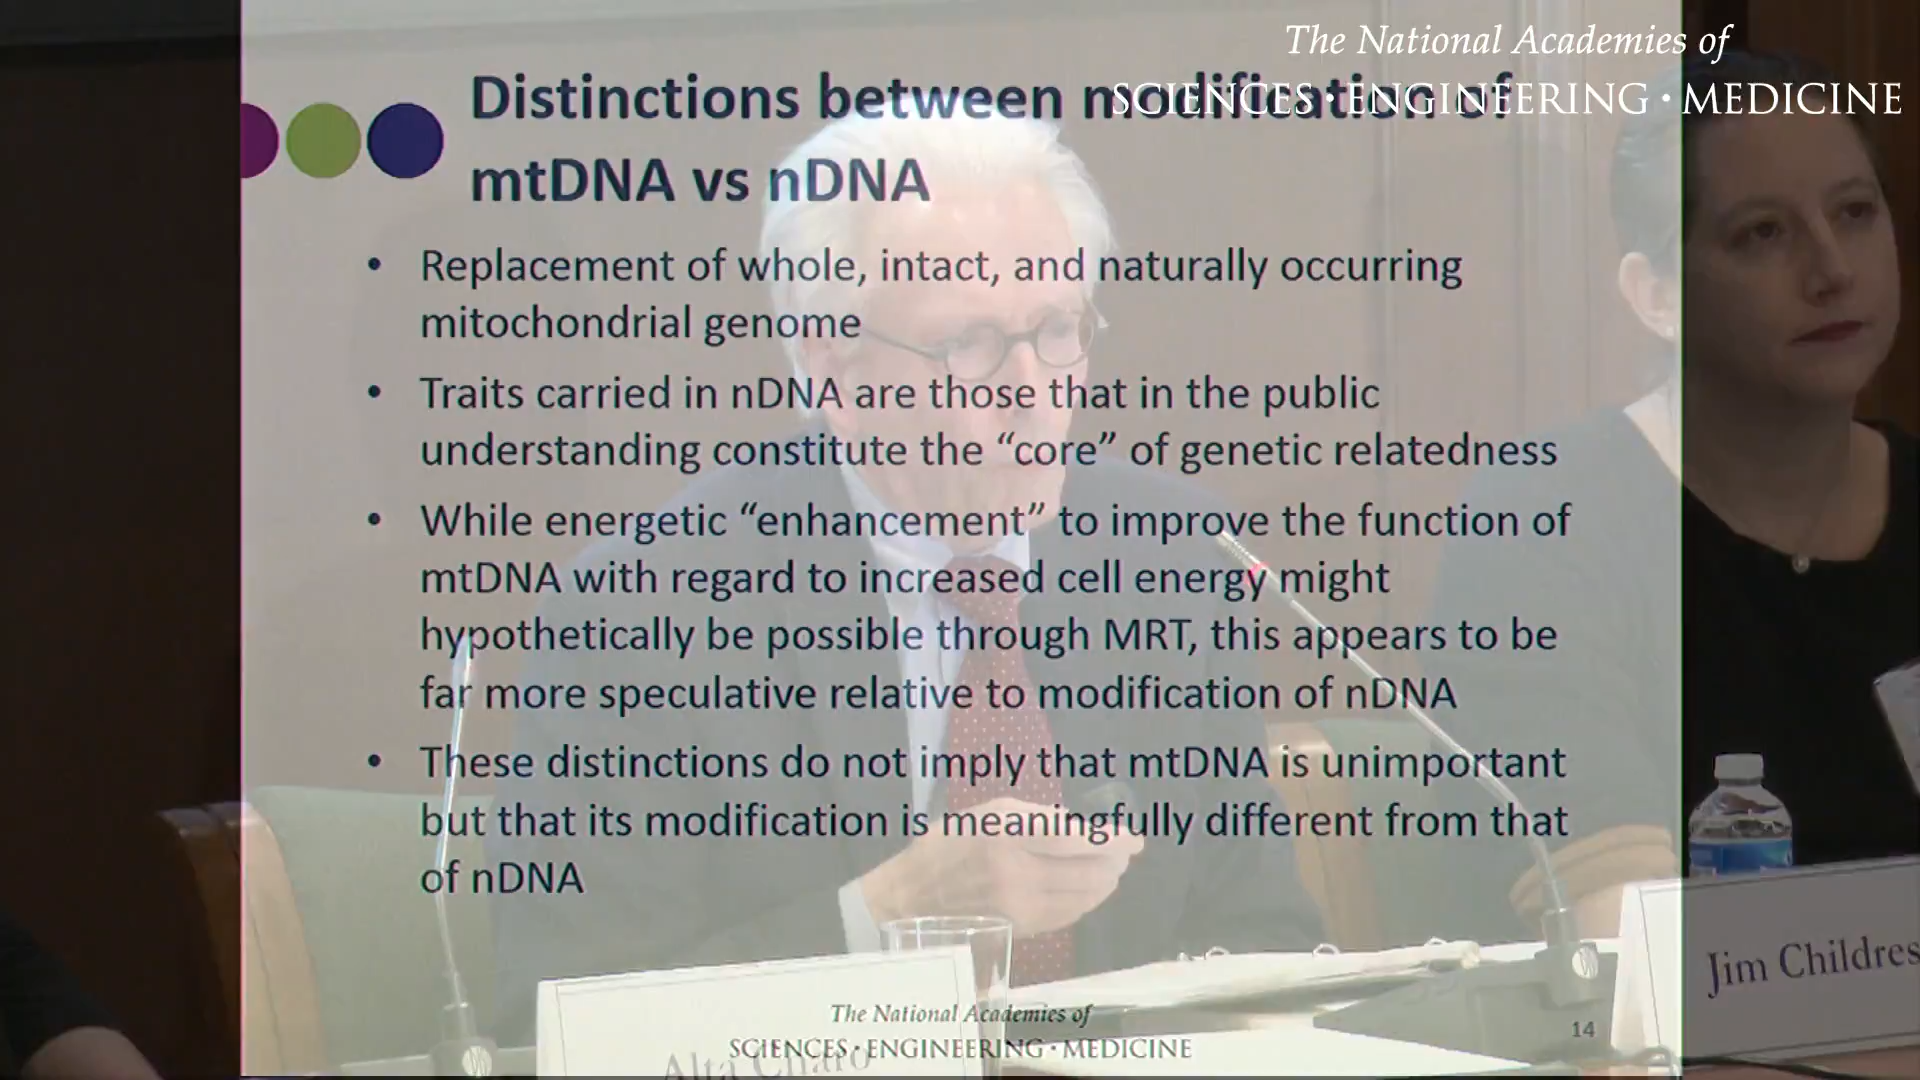 The National Academies of
SCIENCES · ENGINEERING · MEDICINE
Distinctions between modification of
mtDNA vs nDNA
• Replacement of whole, intact, and naturally occurring
mitochondrial genome
• Traits carried in nDNA are those that in the public
understanding constitute the “core” of genetic relatedness
• While energetic “enhancement” to improve the function of
mtDNA with regard to increased cell energy might
hypothetically be possible through MRT, this appears to be
far more speculative relative to modification of nDNA
• These distinctions do not imply that mtDNA is unimportant
but that its modification is meaningfully different from that
of nDNA
Jim Childres
The National Academies of
SCIENCES · ENGINEERING · MEDICINE
14
Alta Charo